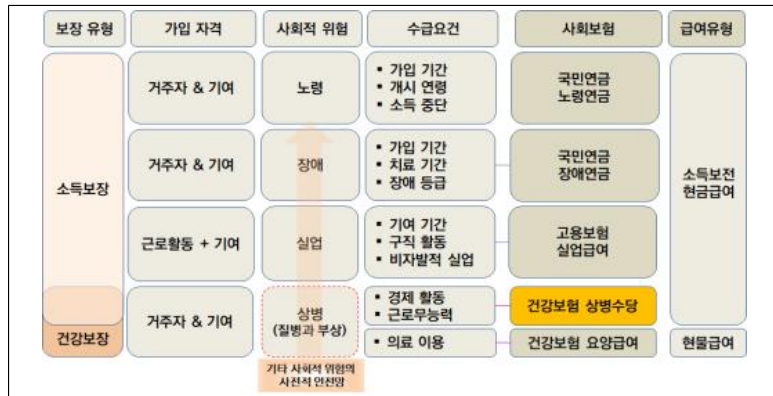 보장 유형
가입 자격
사회적 위험
수급요건
사회보험
급여유형
소득보장
건강보장
거주자 & 기여
노령
▪ 가입 기간
▪ 개시 연령
▪ 소득 중단
국민연금
노령연금
거주자 & 기여
장애
▪ 가입 기간
▪ 치료 기간
▪ 장애 등급
국민연금
장애연금
소득보전
현금급여
근로활동 + 기여
실업
▪ 기여 기간
▪ 구직 활동
▪ 비자발적 실업
고용보험
실업급여
거주자 & 기여
상병
(질병과 부상)
▪ 경제 활동
▪ 근로무능력
건강보험 상병수당
▪ 의료 이용
건강보험 요양급여
현물급여
기타 사회적 위험의
사전적 안전망